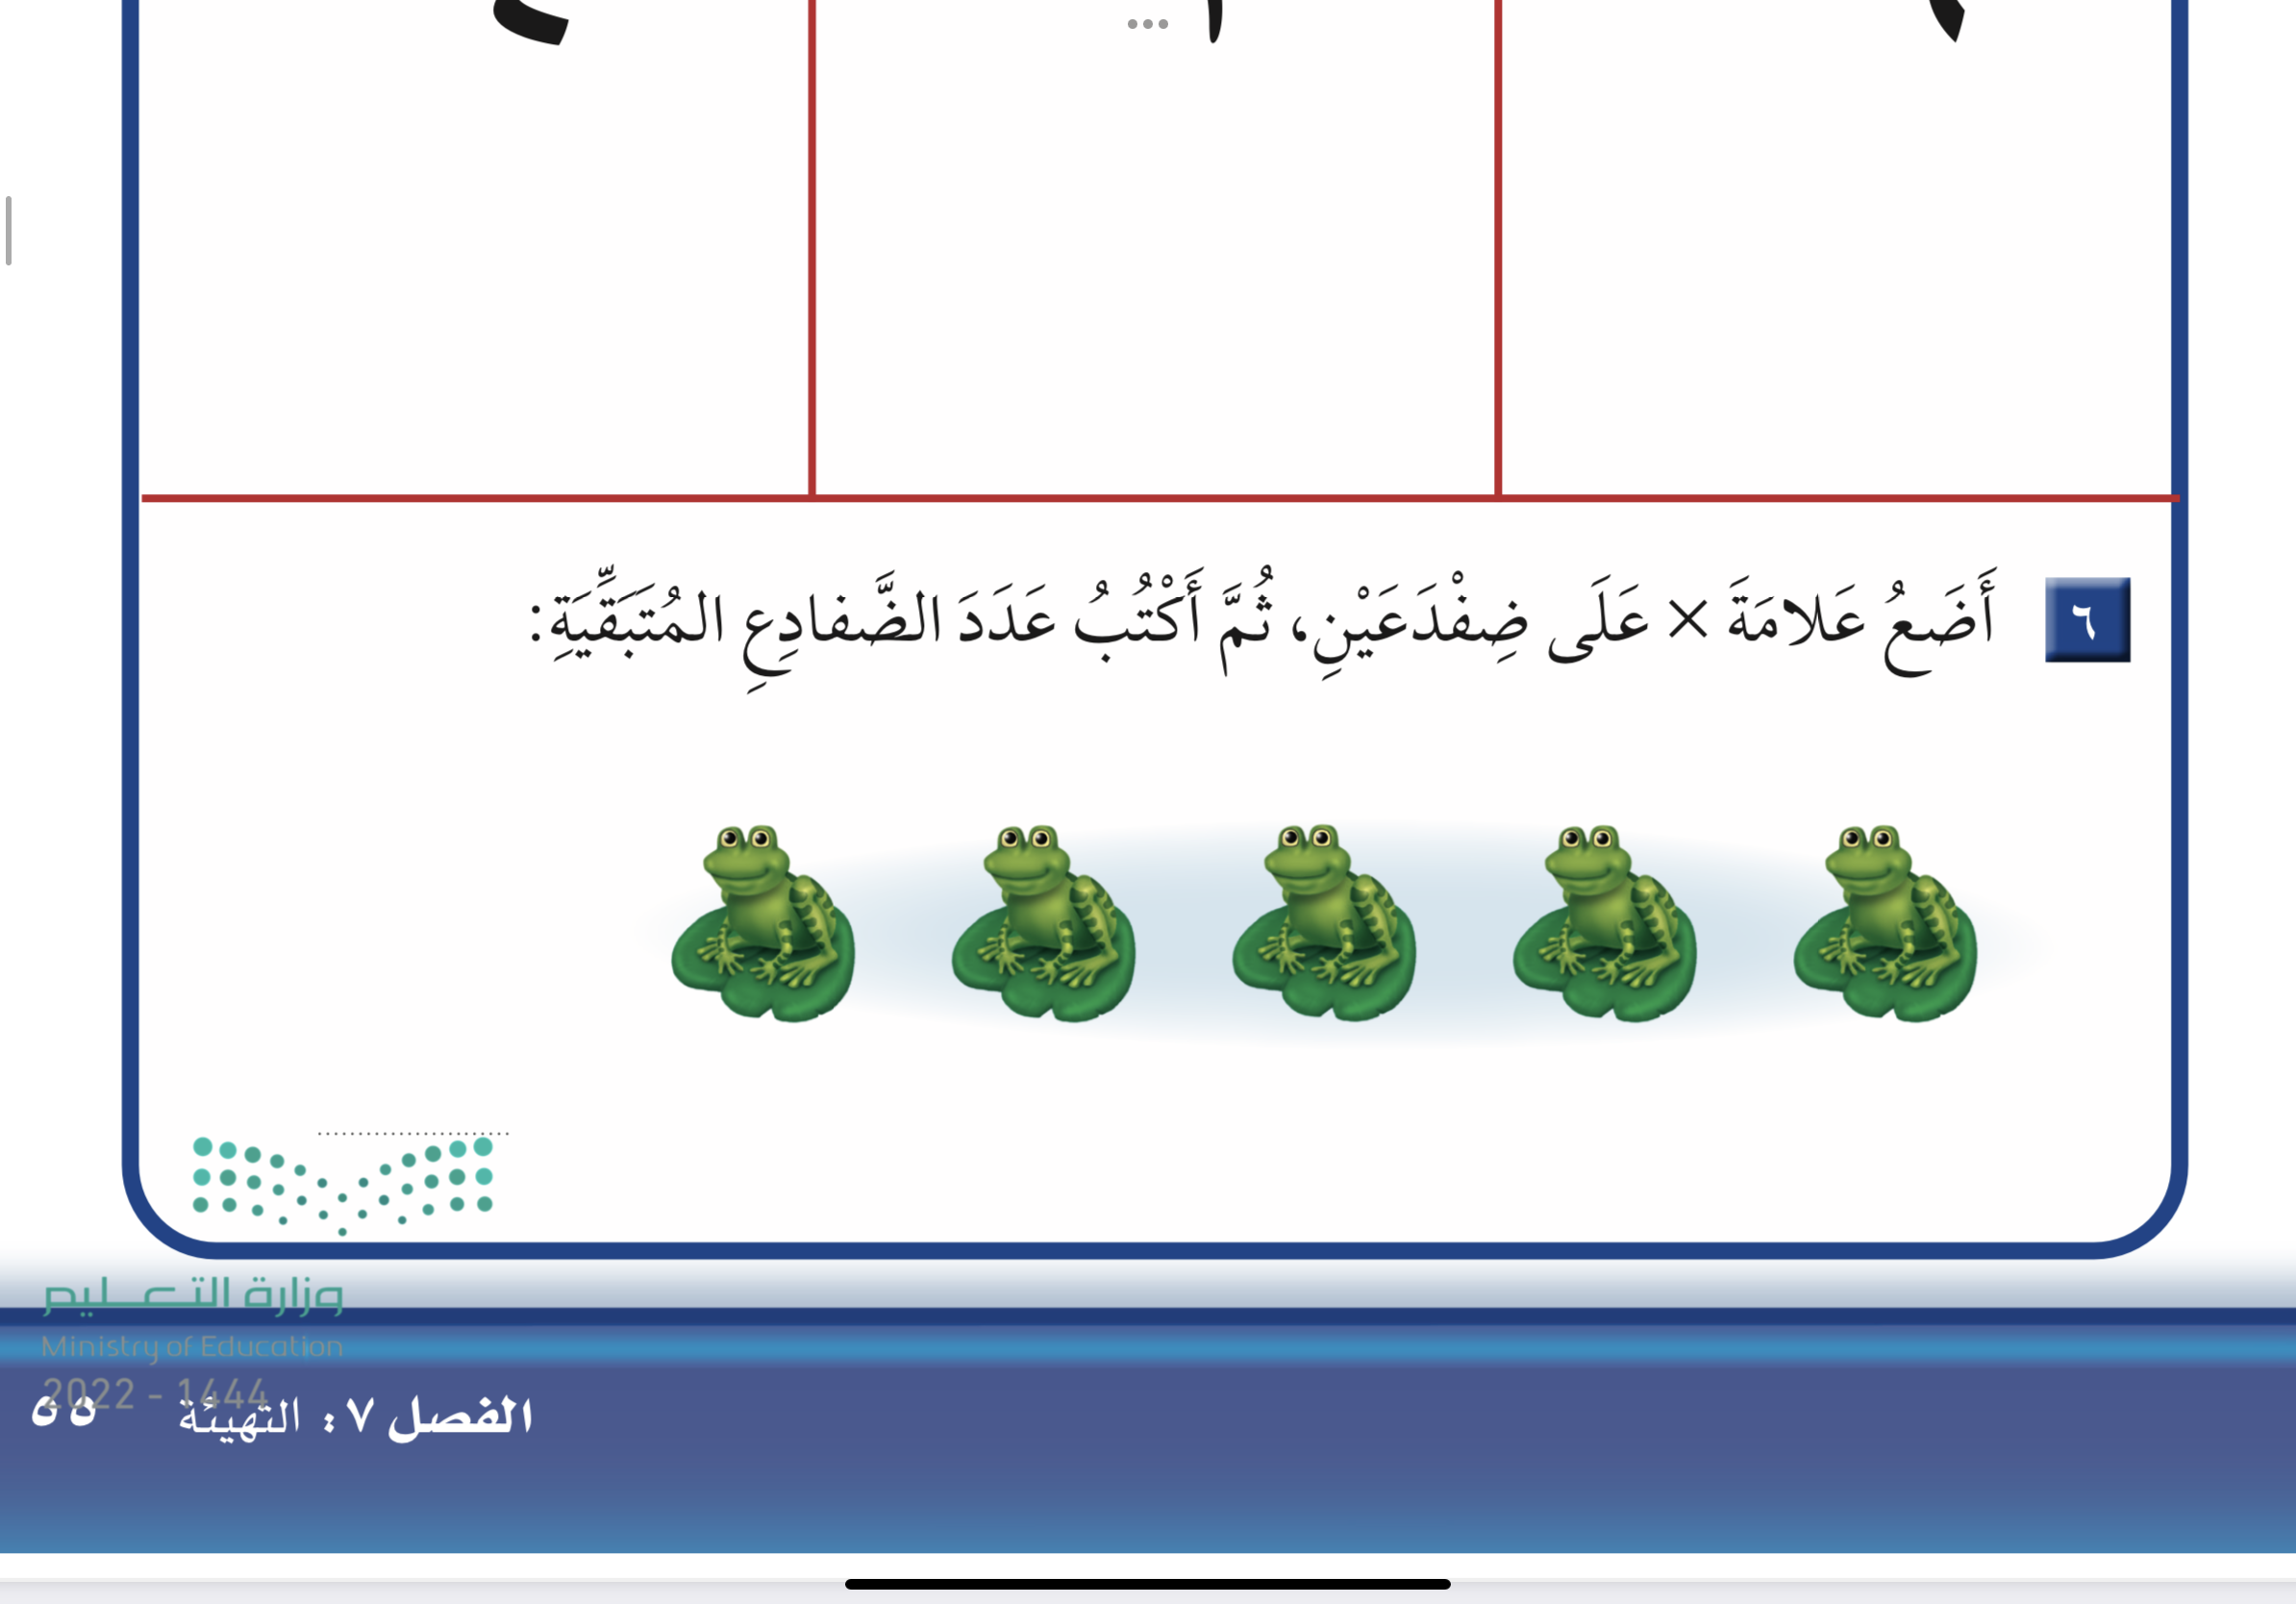 ٦ أَضَعُ عَلامَةَ × عَلَى ضِفْدَعَيْنِ، ثُمَّ أَكْتُبُ عَدَدَ الضَّفادِعِ المُتَبَقِّيَةِ:
وزارة التعليم
Ministry of Education
2022 - 1444
الفصل ٧ : التهيئة ٥٥